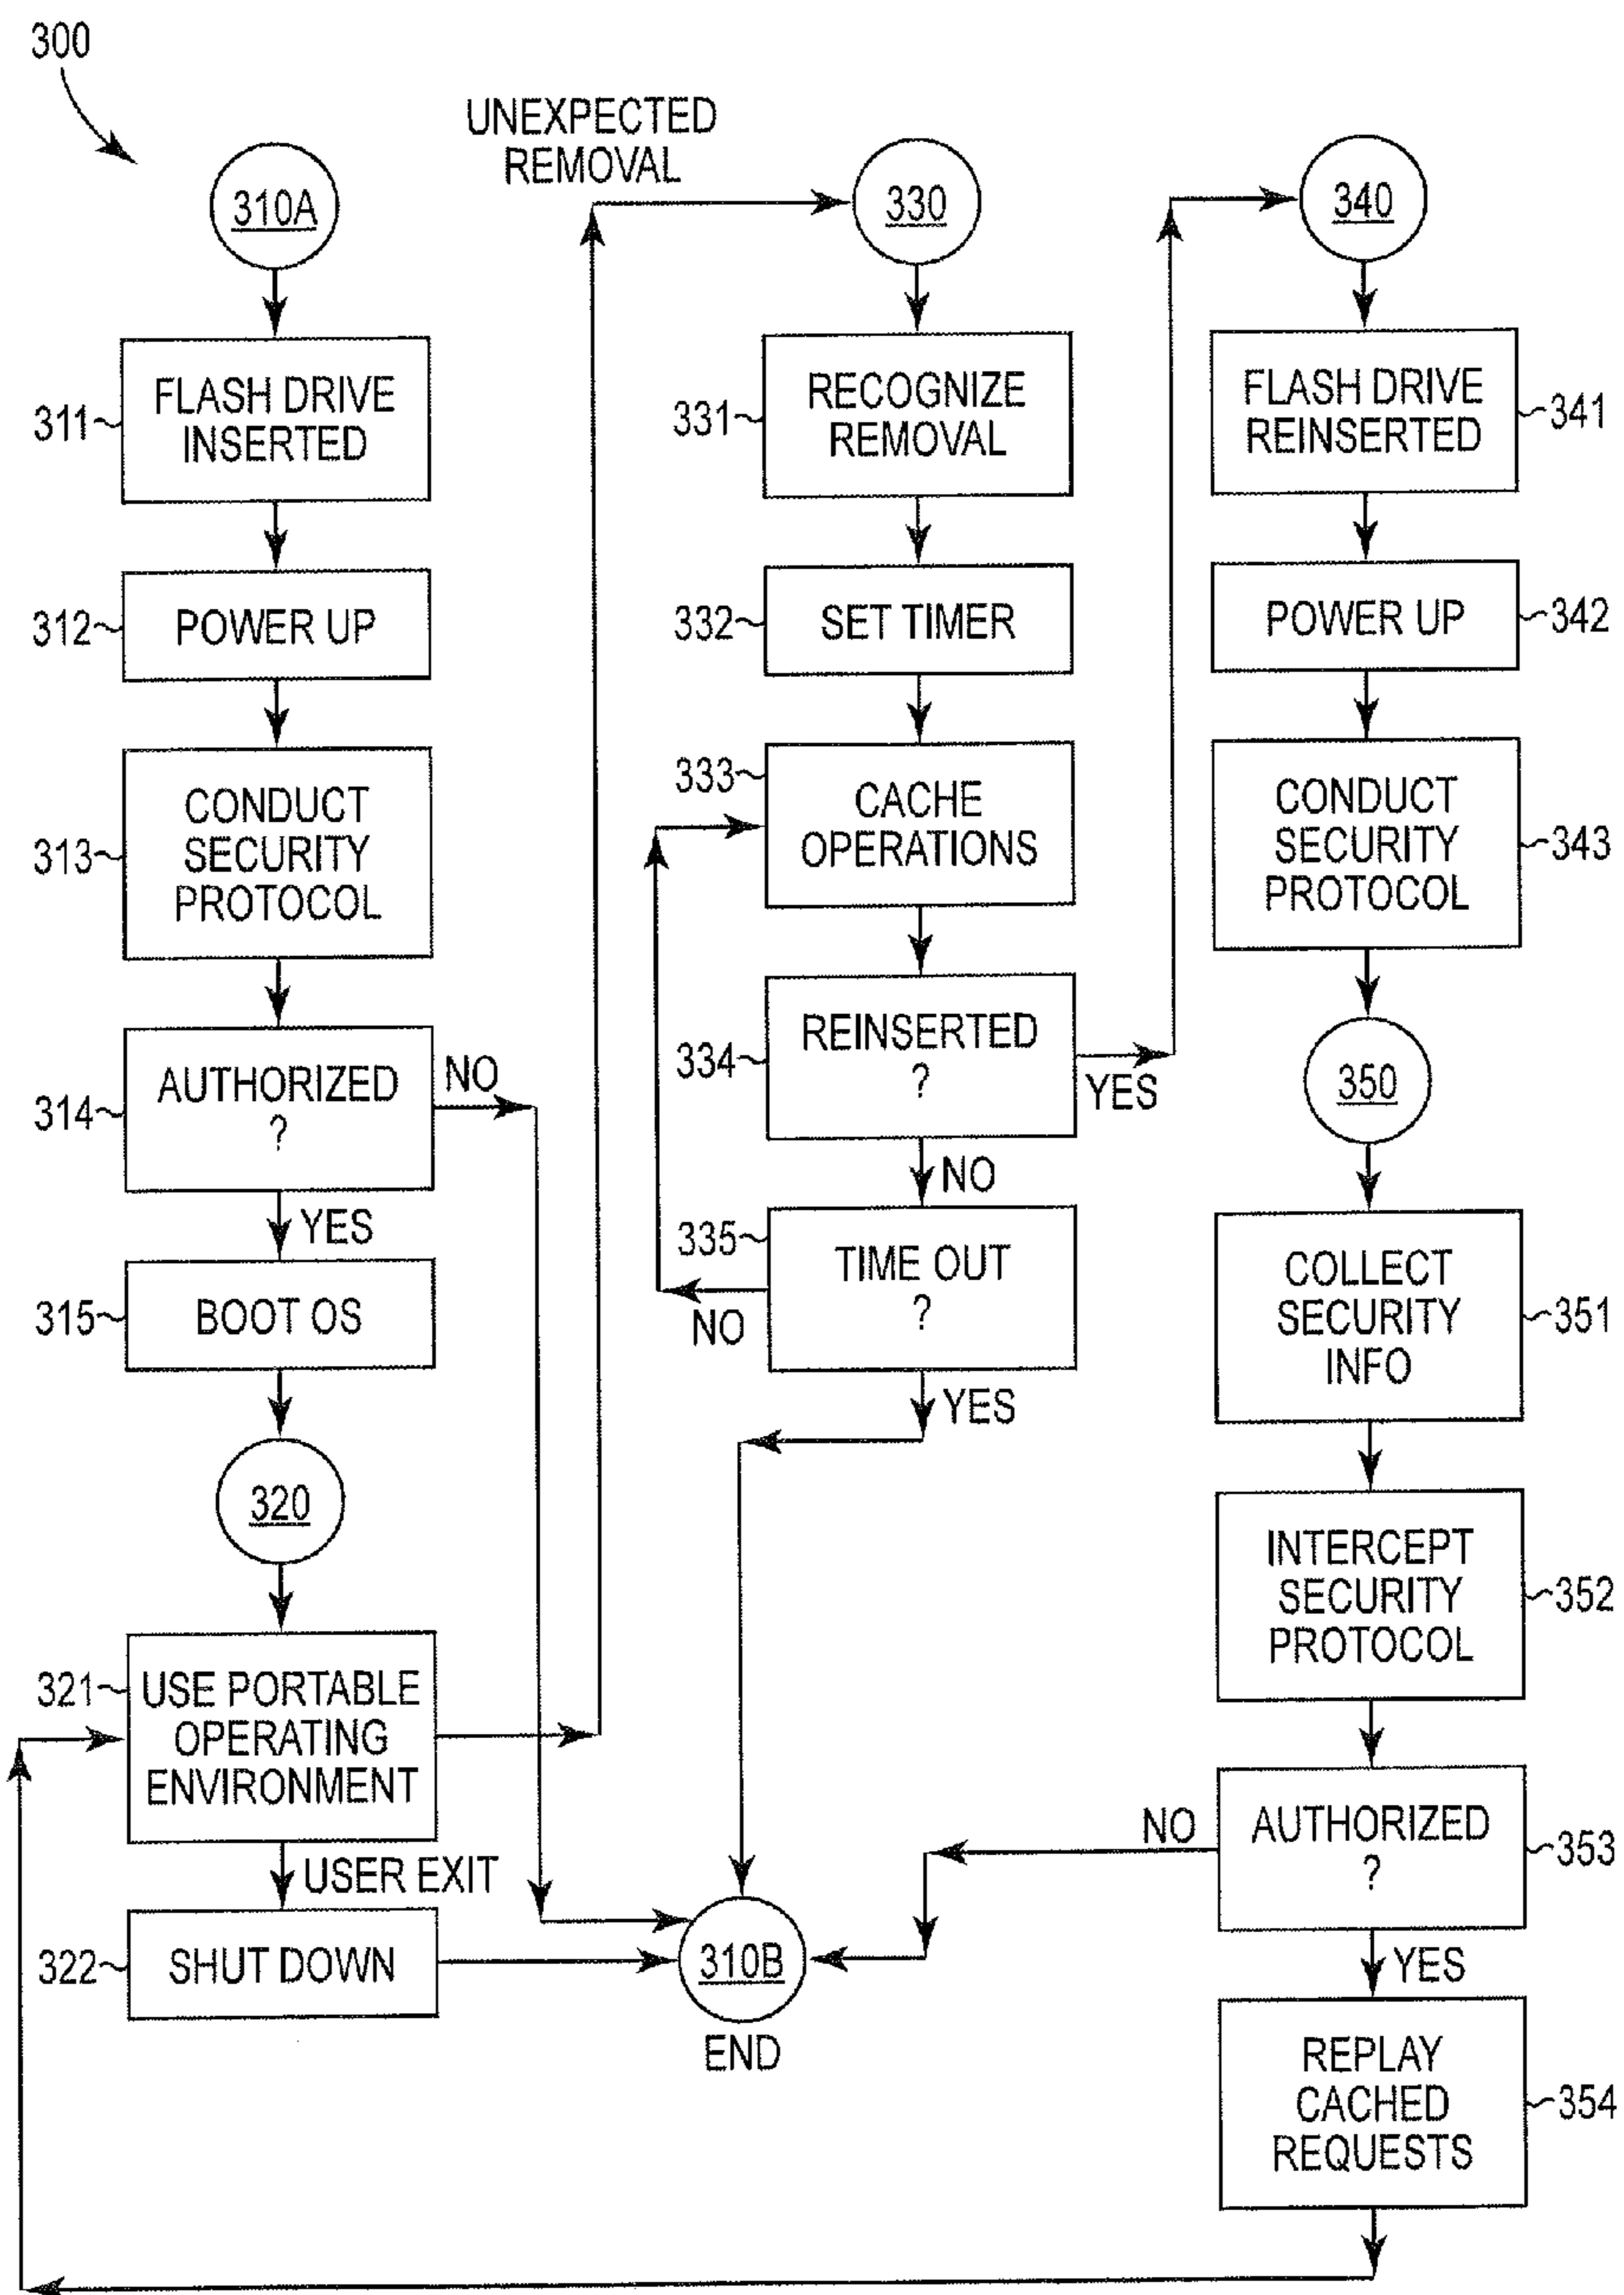 300
310A
311
FLASH DRIVE
INSERTED
312
POWER UP
313
CONDUCT
SECURITY
PROTOCOL
314
AUTHORIZED
?
NO
YES
315
BOOT OS
320
321
USE PORTABLE
OPERATING
ENVIRONMENT
USER EXIT
322
SHUT DOWN
UNEXPECTED
REMOVAL
330
331
RECOGNIZE
REMOVAL
332
SET TIMER
333
CACHE
OPERATIONS
334
REINSERTED
?
YES
NO
335
TIME OUT
?
NO
YES
310B
END
340
FLASH DRIVE
REINSERTED
341
POWER UP
342
CONDUCT
SECURITY
PROTOCOL
343
350
COLLECT
SECURITY
INFO
351
INTERCEPT
SECURITY
PROTOCOL
352
NO
AUTHORIZED
?
353
YES
REPLAY
CACHED
REQUESTS
354